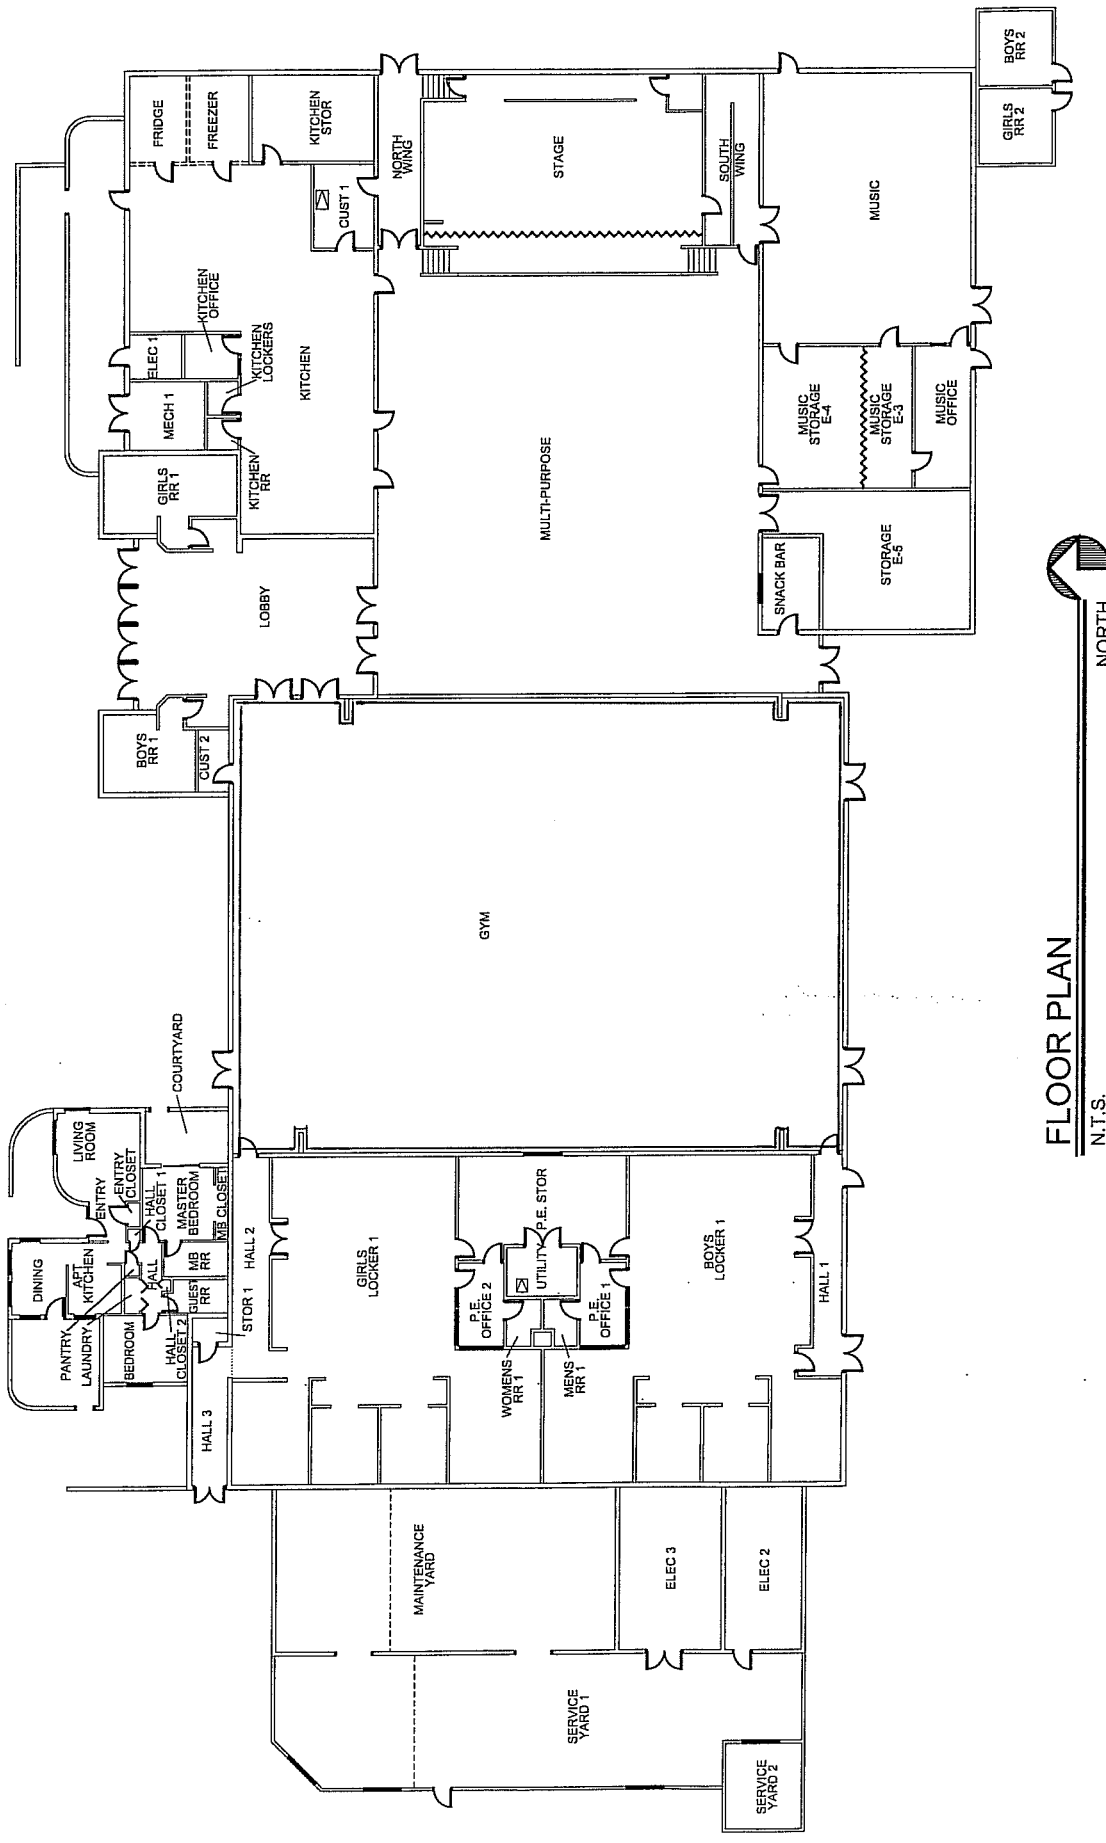 DINING
LIVING
ROOM
ENTRY
ENTRY
CLOSET
APT
KITCHEN
HALL
CLOSET 1
COURTYARD
PANTRY
LAUNDRY
HALL
MASTER
BEDROOM
BEDROOM
MB
RR
MB CLOSET
GUEST
RR
HALL
CLOSET 2
HALL 3
STOR 1
HALL 2
BOYS
RR 1
CUST 2
LOBBY
GIRLS
RR 1
MECH 1
ELEC 1
KITCHEN
OFFICE
KITCHEN
LOCKERS
KITCHEN
RR
KITCHEN
FRIDGE
FREEZER
KITCHEN
STOR
CUST 1
NORTH
WING
MAINTENANCE
YARD
GIRLS
LOCKER 1
P.E.
OFFICE 2
WOMENS
RR 1
UTILITY
P.E. STOR
MENS
RR 1
P.E.
OFFICE 1
GYM
MULTI-PURPOSE
STAGE
SERVICE
YARD 1
ELEC 3
ELEC 2
SERVICE
YARD 2
BOYS
LOCKER 1
HALL 1
SOUTH
WING
SNACK BAR
STORAGE
E-5
MUSIC
STORAGE
E-4
MUSIC
STORAGE
E-3
MUSIC
OFFICE
MUSIC
GIRLS
RR 2
BOYS
RR 2
FLOOR PLAN
N.T.S.
NORTH